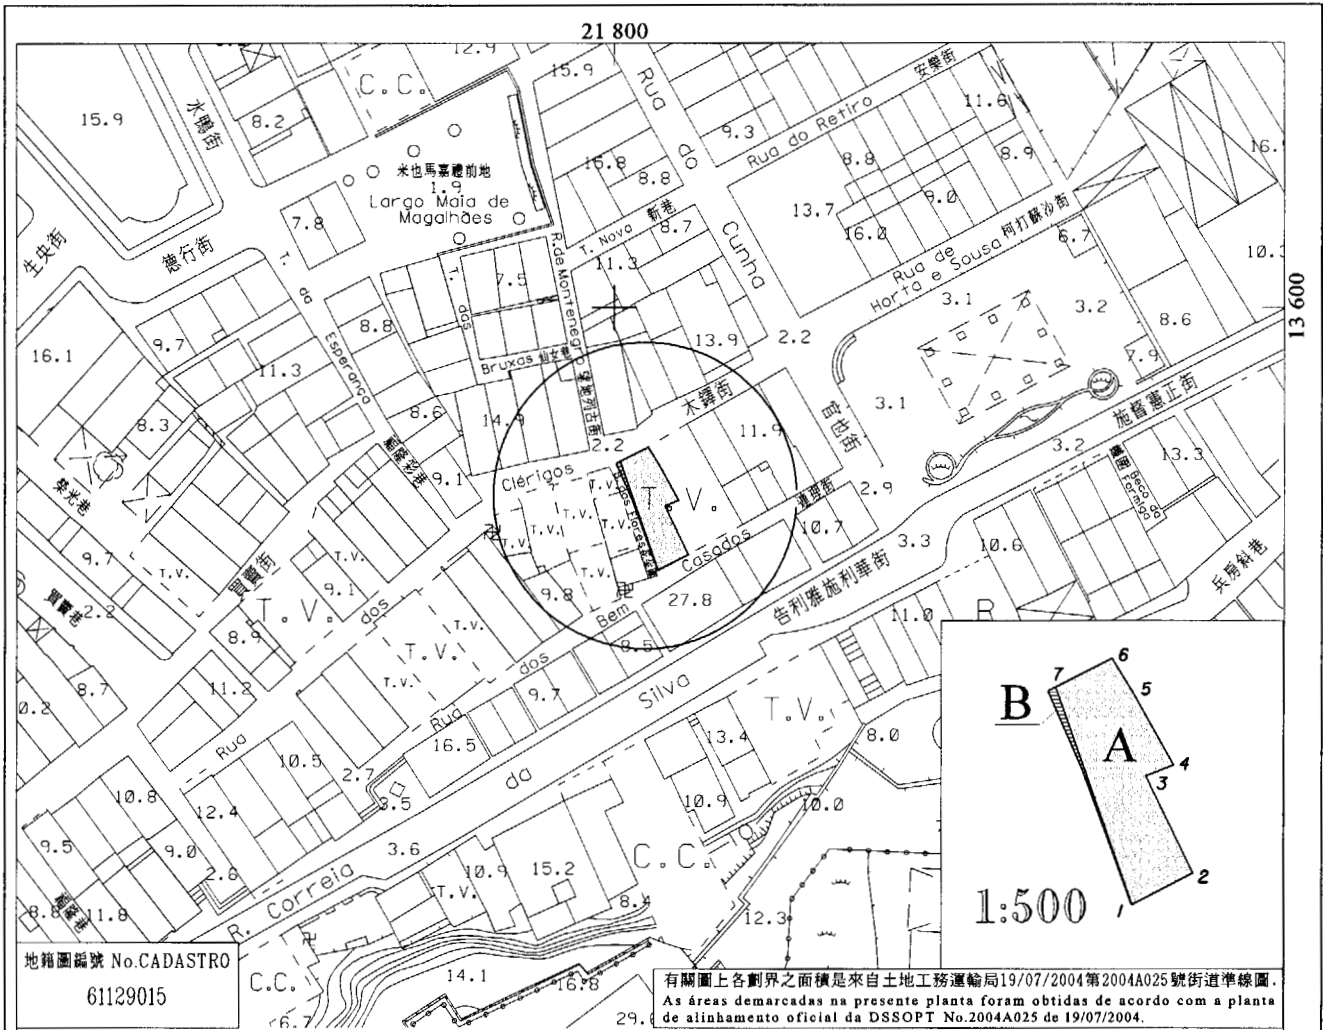 21 800
13 600
15.9
水鴨街
8.2
C.C.
12.9
15.9
Rua do Cunha
9.3
安樂街
Rua do Retiro
11.6
V
8.9
16.
米也馬嘉禮前地
1.9
Largo Maia de
Magalhães
15.8
8.8
8.8
9.0
13.7
16.0
7.8
T. Nova 新巷
8.7
11.3
R.de Montenegro
Rua de
Horta e Sousa 柯打蘇沙街
6.7
10.3
生央街
德行街
T. da Esperança
T. das
Bruxas 仙女巷
7.5
8.8
3.1
3.2
8.6
7.9
16.1
9.7
11.3
8.3
8.6
14.9
13.9
2.2
木鐸街
官也街
3.1
施督憲正街
3.2
13.3
11.9
2.2
Clérigos
9.1
T.V.
T.V.
T.V.
T.V.
T.V.
T.V.
T.V.
das Flores
2.9
10.7
Casados
3.3
10.6
Beco da
Formiga
兵房斜巷
9.7
T.V.
T.V.
9.1
T.V.
dos
9.8
Bem
27.8
告利雅施利華街
11.0
R
2.2
8.9
T.V.
T.V.
T.V.
8.5
dos
9.7
Silva
T.V.
8.7
0.2
11.2
Rua
Rua
16.5
13.4
8.0
10.5
2.7
3.5
da
10.9
10.0
10.8
12.4
9.5
9.0
2.6
3.6
Correia
R.
10.9
T.V.
15.2
C.C.
8.4
12.3
8.8
11.8
C.C.
6.7
14.1
16.8
29.
7
6
5
B
A
4
3
2
1
1:500
地籍圖編號 No.CADASTRO
61129015
有關圖上各劃界之面積是來自土地工務運輸局19/07/2004第2004A025號街道準線圖.
As áreas demarcadas na presente planta foram obtidas de acordo com a planta
de alinhamento oficial da DSSOPT No.2004A025 de 19/07/2004.